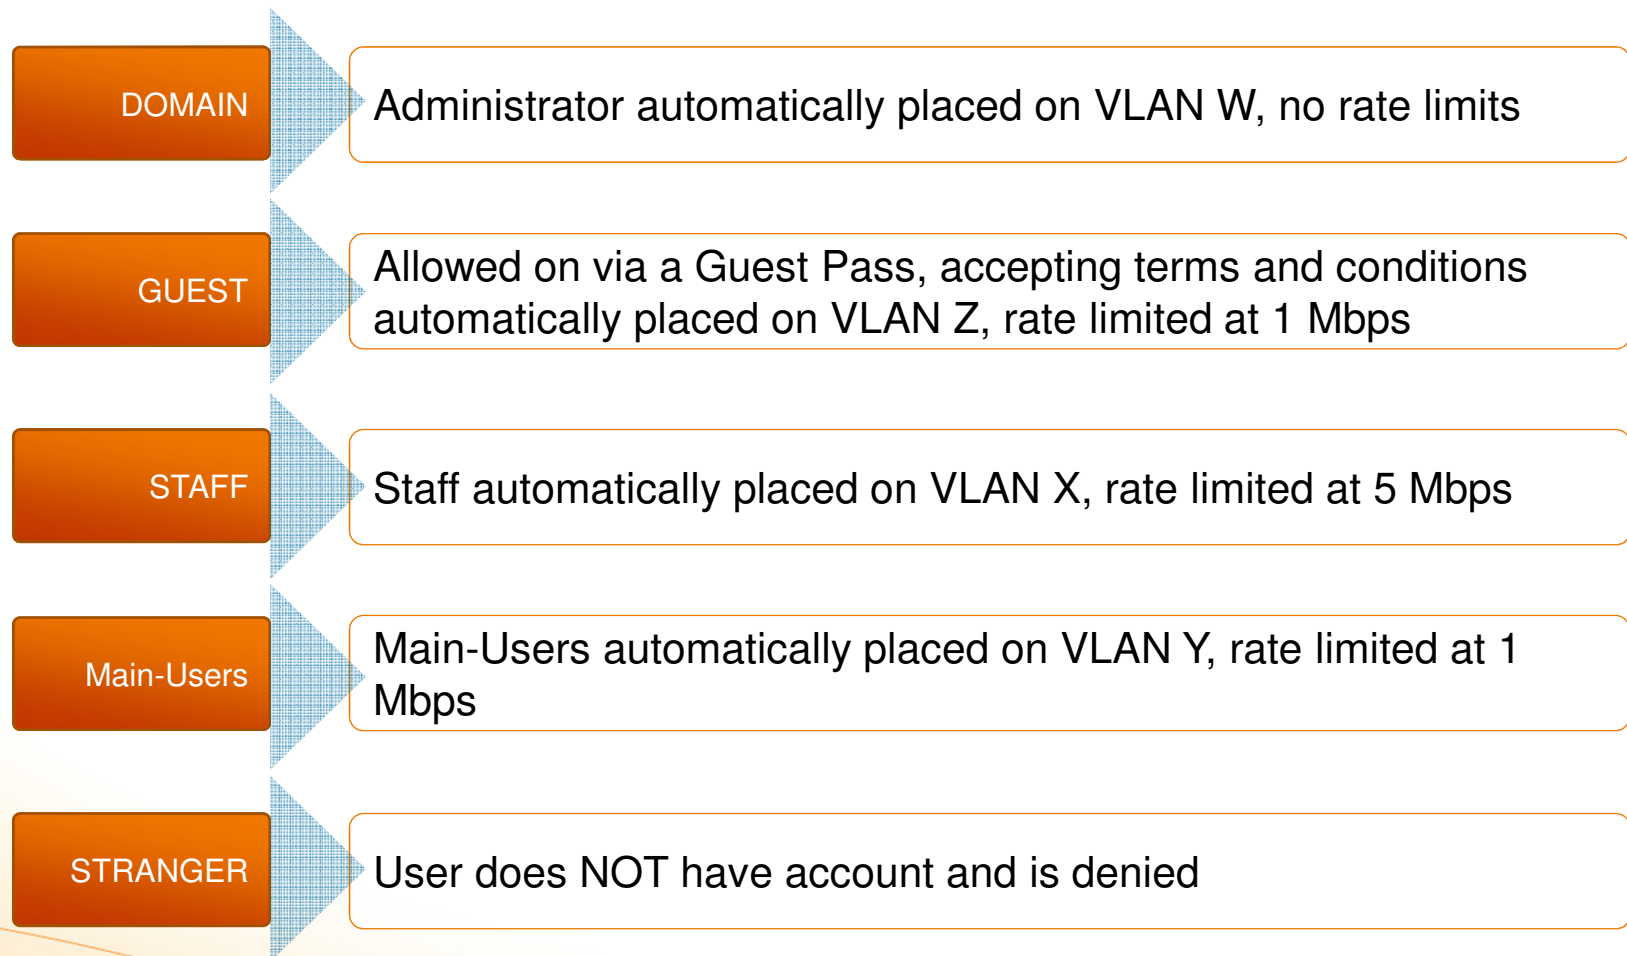 DOMAIN
Administrator automatically placed on VLAN W, no rate limits
GUEST
Allowed on via a Guest Pass, accepting terms and conditions
automatically placed on VLAN Z, rate limited at 1 Mbps
STAFF
Staff automatically placed on VLAN X, rate limited at 5 Mbps
Main-Users
Main-Users automatically placed on VLAN Y, rate limited at 1
Mbps
STRANGER
User does NOT have account and is denied